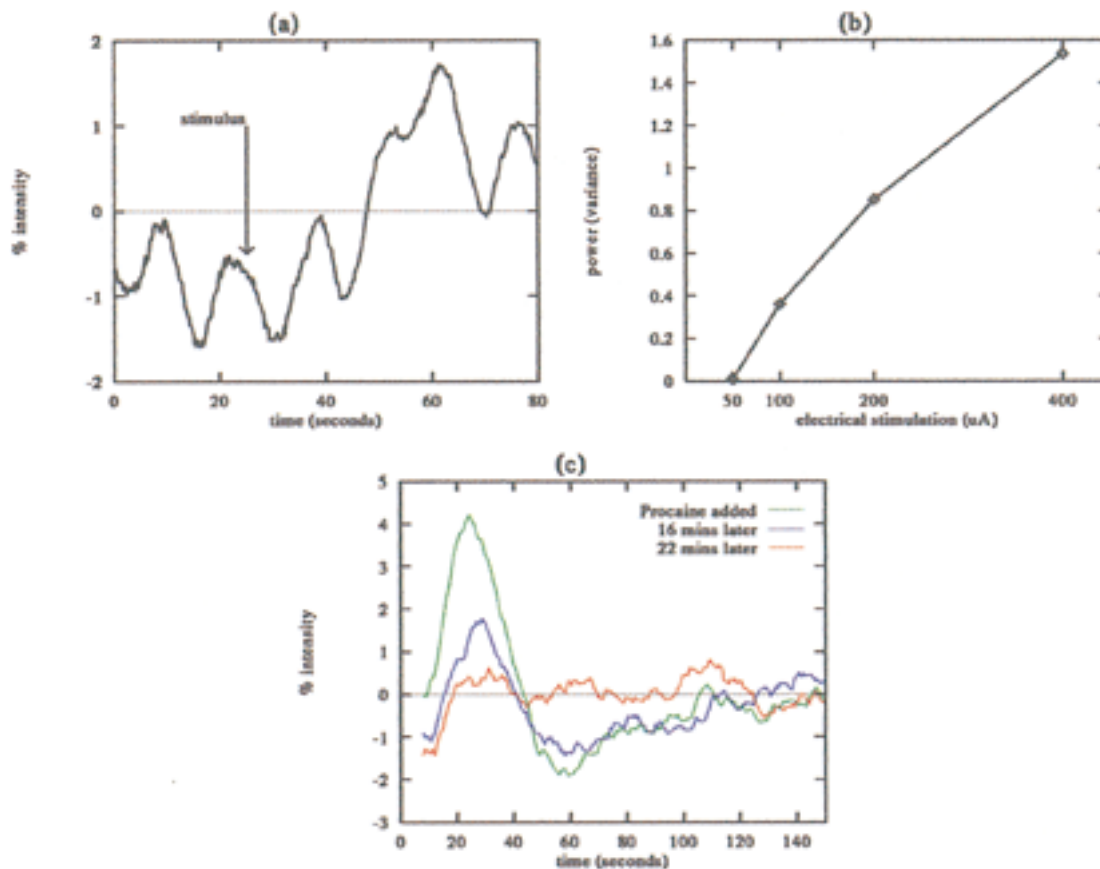 (a)
2
1
0
-1
-2
% intensity
stimulus
0 20 40 60 80
time (seconds)
(b)
1.6
1.4
1.2
1
0.8
0.6
0.4
0.2
0
power (variance)
50 100 200 400
electrical stimulation (uA)
(c)
5
4
3
2
1
0
-1
-2
-3
% intensity
Procaine added
16 mins later
22 mins later
0 20 40 60 80 100 120 140
time (seconds)